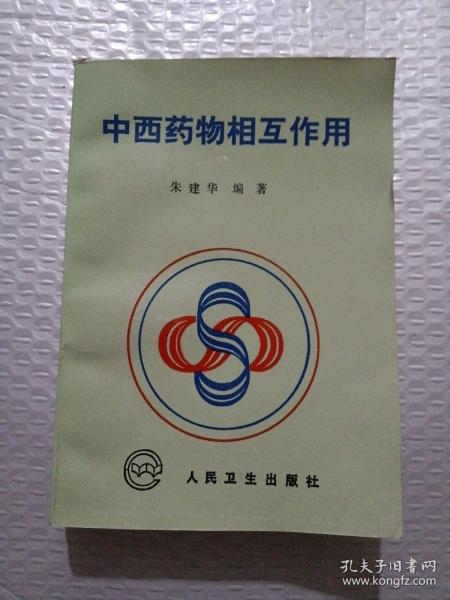 中西药物相互作用
朱建华 编著
人民卫生出版社
孔夫子旧书网
www.kongfz.com